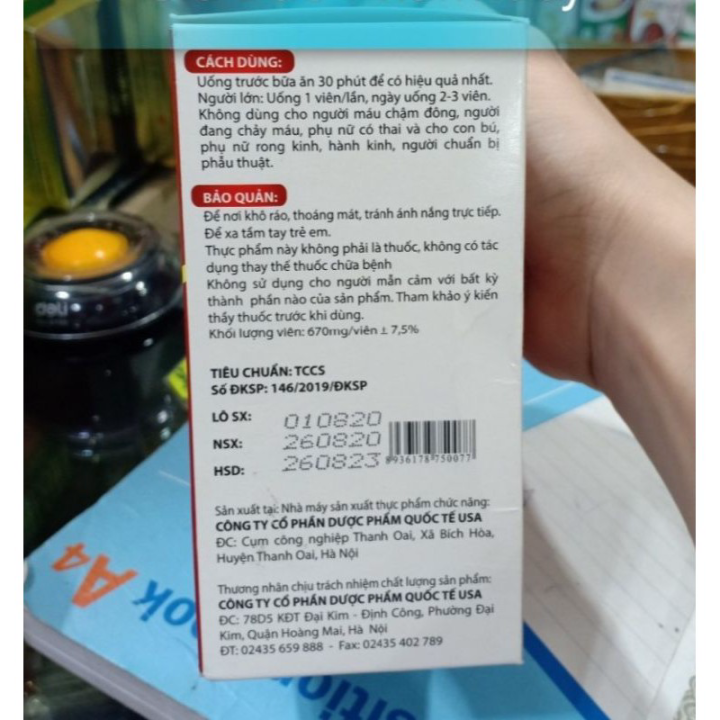 CÁCH DÙNG:
Uống trước bữa ăn 30 phút để có hiệu quả nhất.
Người lớn: Uống 1 viên/lần, ngày uống 2-3 viên.
Không dùng cho người máu chậm đông, người
đang chảy máu, phụ nữ có thai và cho con bú,
phụ nữ rong kinh, hành kinh, người chuẩn bị
phẫu thuật.
BẢO QUẢN:
Để nơi khô ráo, thoáng mát, tránh ánh nắng trực tiếp.
Để xa tầm tay trẻ em.
Thực phẩm này không phải là thuốc, không có tác
dụng thay thế thuốc chữa bệnh
Không sử dụng cho người mẫn cảm với bất kỳ
thành phần nào của sản phẩm. Tham khảo ý kiến
thầy thuốc trước khi dùng.
Khối lượng viên: 670mg/viên ± 7,5%
TIÊU CHUẨN: TCCS
Số ĐKSP: 146/2019/ĐKSP
LÔ SX: 010820
NSX: 260820
HSD: 260823
8936178750077
Sản xuất tại: Nhà máy sản xuất thực phẩm chức năng:
CÔNG TY CỔ PHẦN DƯỢC PHẨM QUỐC TẾ USA
ĐC: Cụm công nghiệp Thanh Oai, Xã Bích Hòa,
Huyện Thanh Oai, Hà Nội
Thương nhân chịu trách nhiệm chất lượng sản phẩm:
CÔNG TY CỔ PHẦN DƯỢC PHẨM QUỐC TẾ USA
ĐC: 78D5 KĐT Đại Kim - Định Công, Phường Đại
Kim, Quận Hoàng Mai, Hà Nội
ĐT: 02435 659 888 - Fax: 02435 402 789
deli
A4